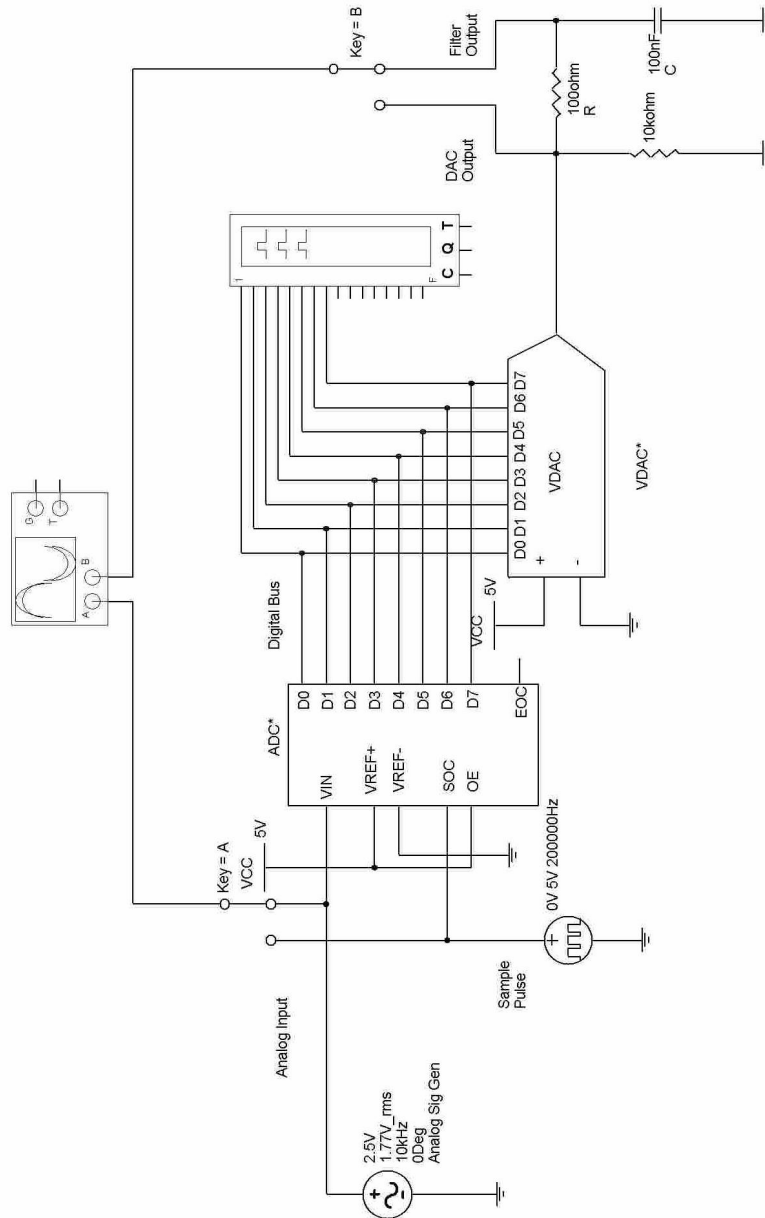 2.5V
1.77V_rms
10kHz
0Deg
Analog Sig Gen
Analog Input
Sample
Pulse
0V 5V 200000Hz
Key = A
VCC
5V
ADC*
VIN
VREF+
VREF-
SOC
OE
D0
D1
D2
D3
D4
D5
D6
D7
EOC
Digital Bus
A
B
G
T
VCC
5V
D0
D1
D2
D3
D4
D5
D6
D7
VDAC
+
-
VDAC*
1
F
C
Q
T
Key = B
DAC
Output
Filter
Output
100ohm
R
10kohm
100nF
C